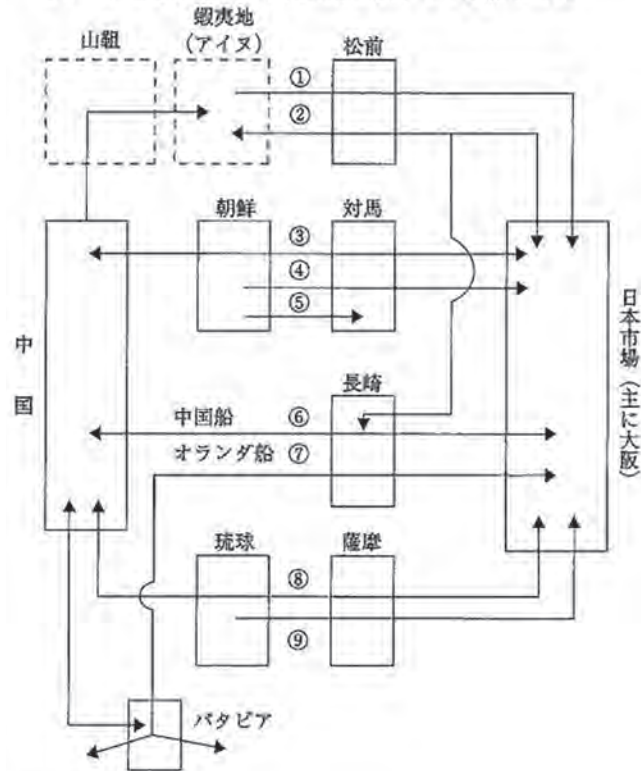 山靼
蝦夷地
(アイヌ)
松前
①
②
朝鮮
対馬
③
④
⑤
中国
日本市場(主に大阪)
長崎
中国船 ⑥
オランダ船 ⑦
琉球
薩摩
⑧
⑨
バタビア